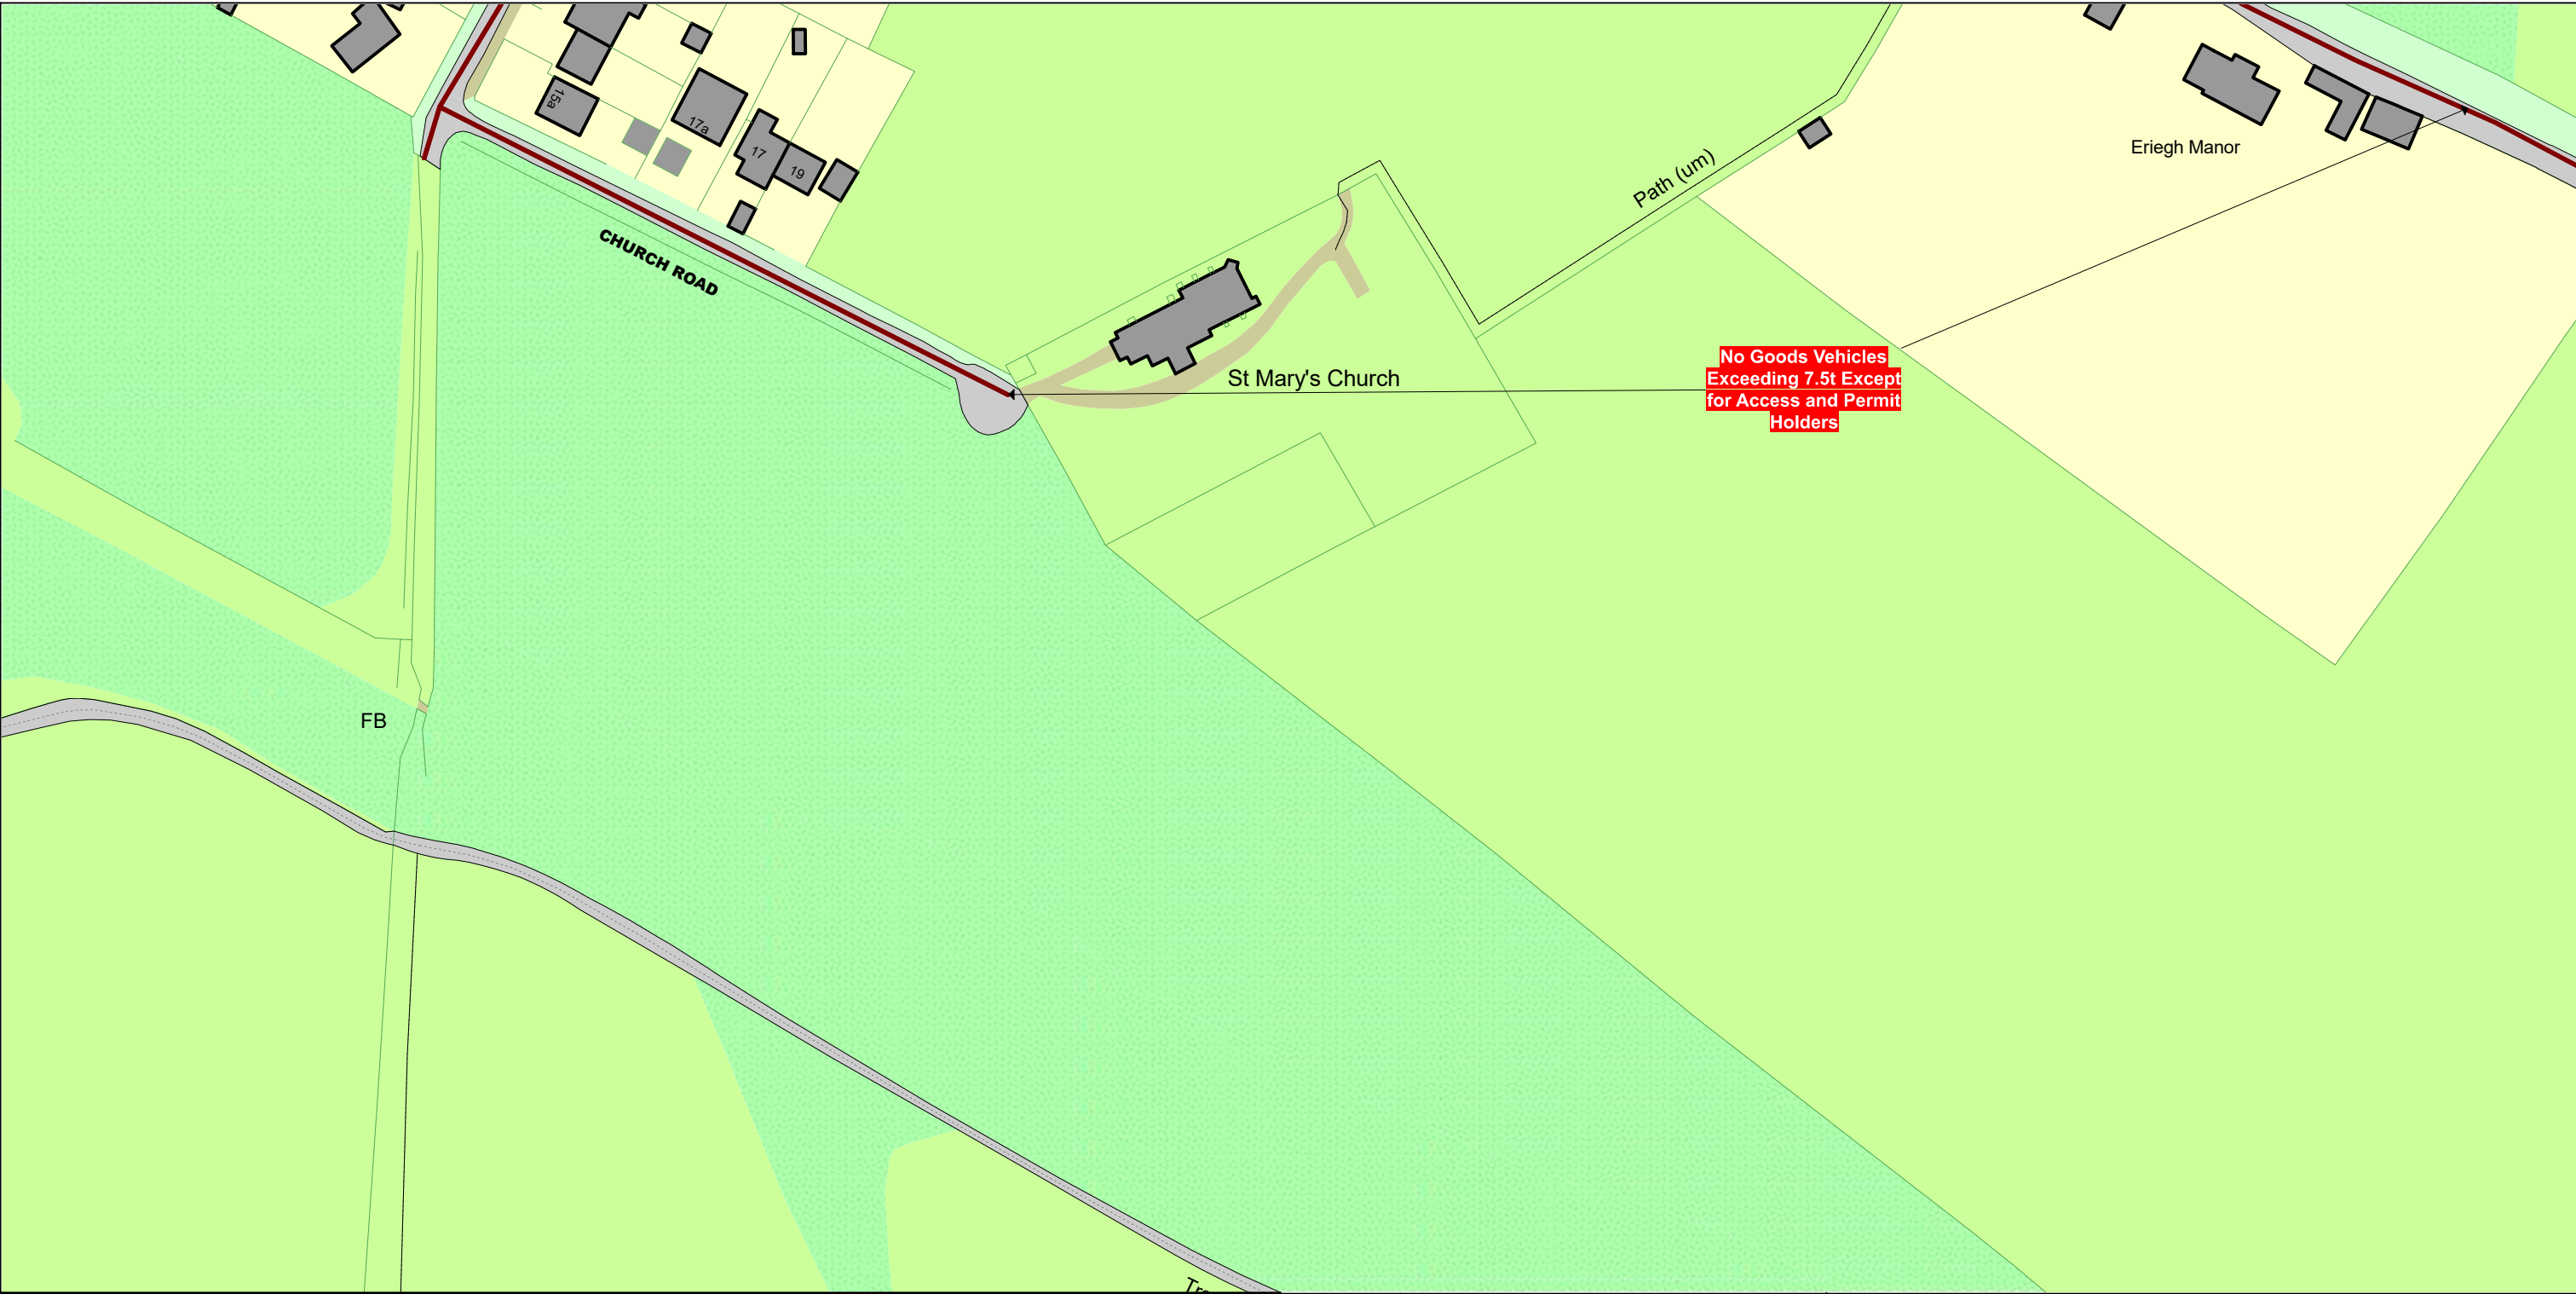 15a
17a
17
19
CHURCH ROAD
Path (um)
Eriegh Manor
St Mary's Church
No Goods Vehicles
Exceeding 7.5t Except
for Access and Permit
Holders
FB